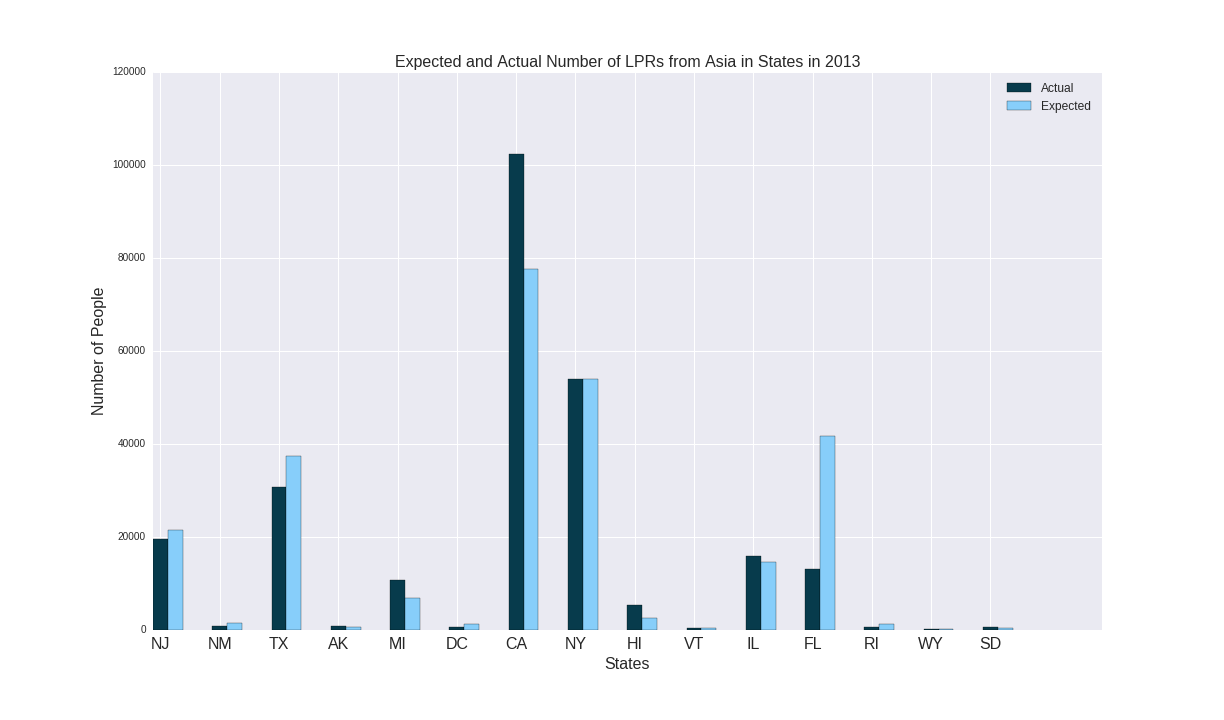 Expected and Actual Number of LPRs from Asia in States in 2013
Actual
Expected
120000
100000
80000
60000
40000
20000
0
Number of People
NJ NM TX AK MI DC CA NY HI VT IL FL RI WY SD
States